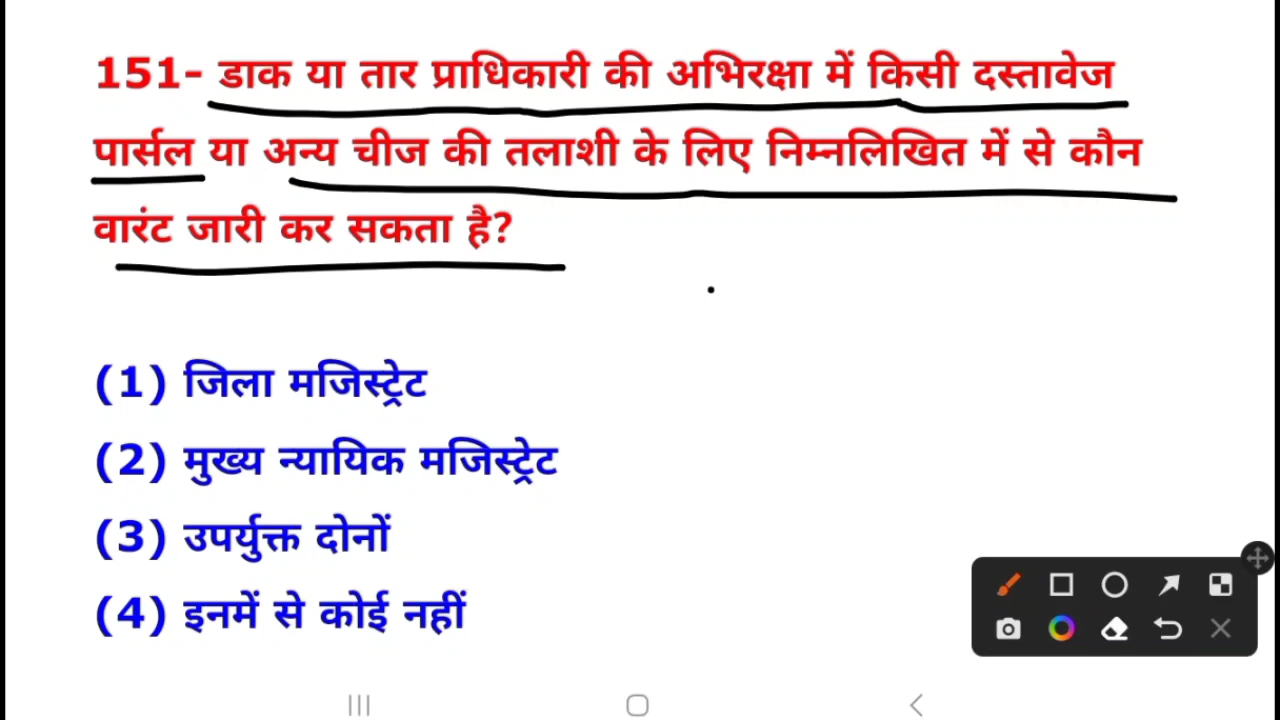 151- डाक या तार प्राधिकारी की अभिरक्षा में किसी दस्तावेज
पार्सल या अन्य चीज की तलाशी के लिए निम्नलिखित में से कौन
वारंट जारी कर सकता है?
(1) जिला मजिस्ट्रेट
(2) मुख्य न्यायिक मजिस्ट्रेट
(3) उपर्युक्त दोनों
(4) इनमें से कोई नहीं